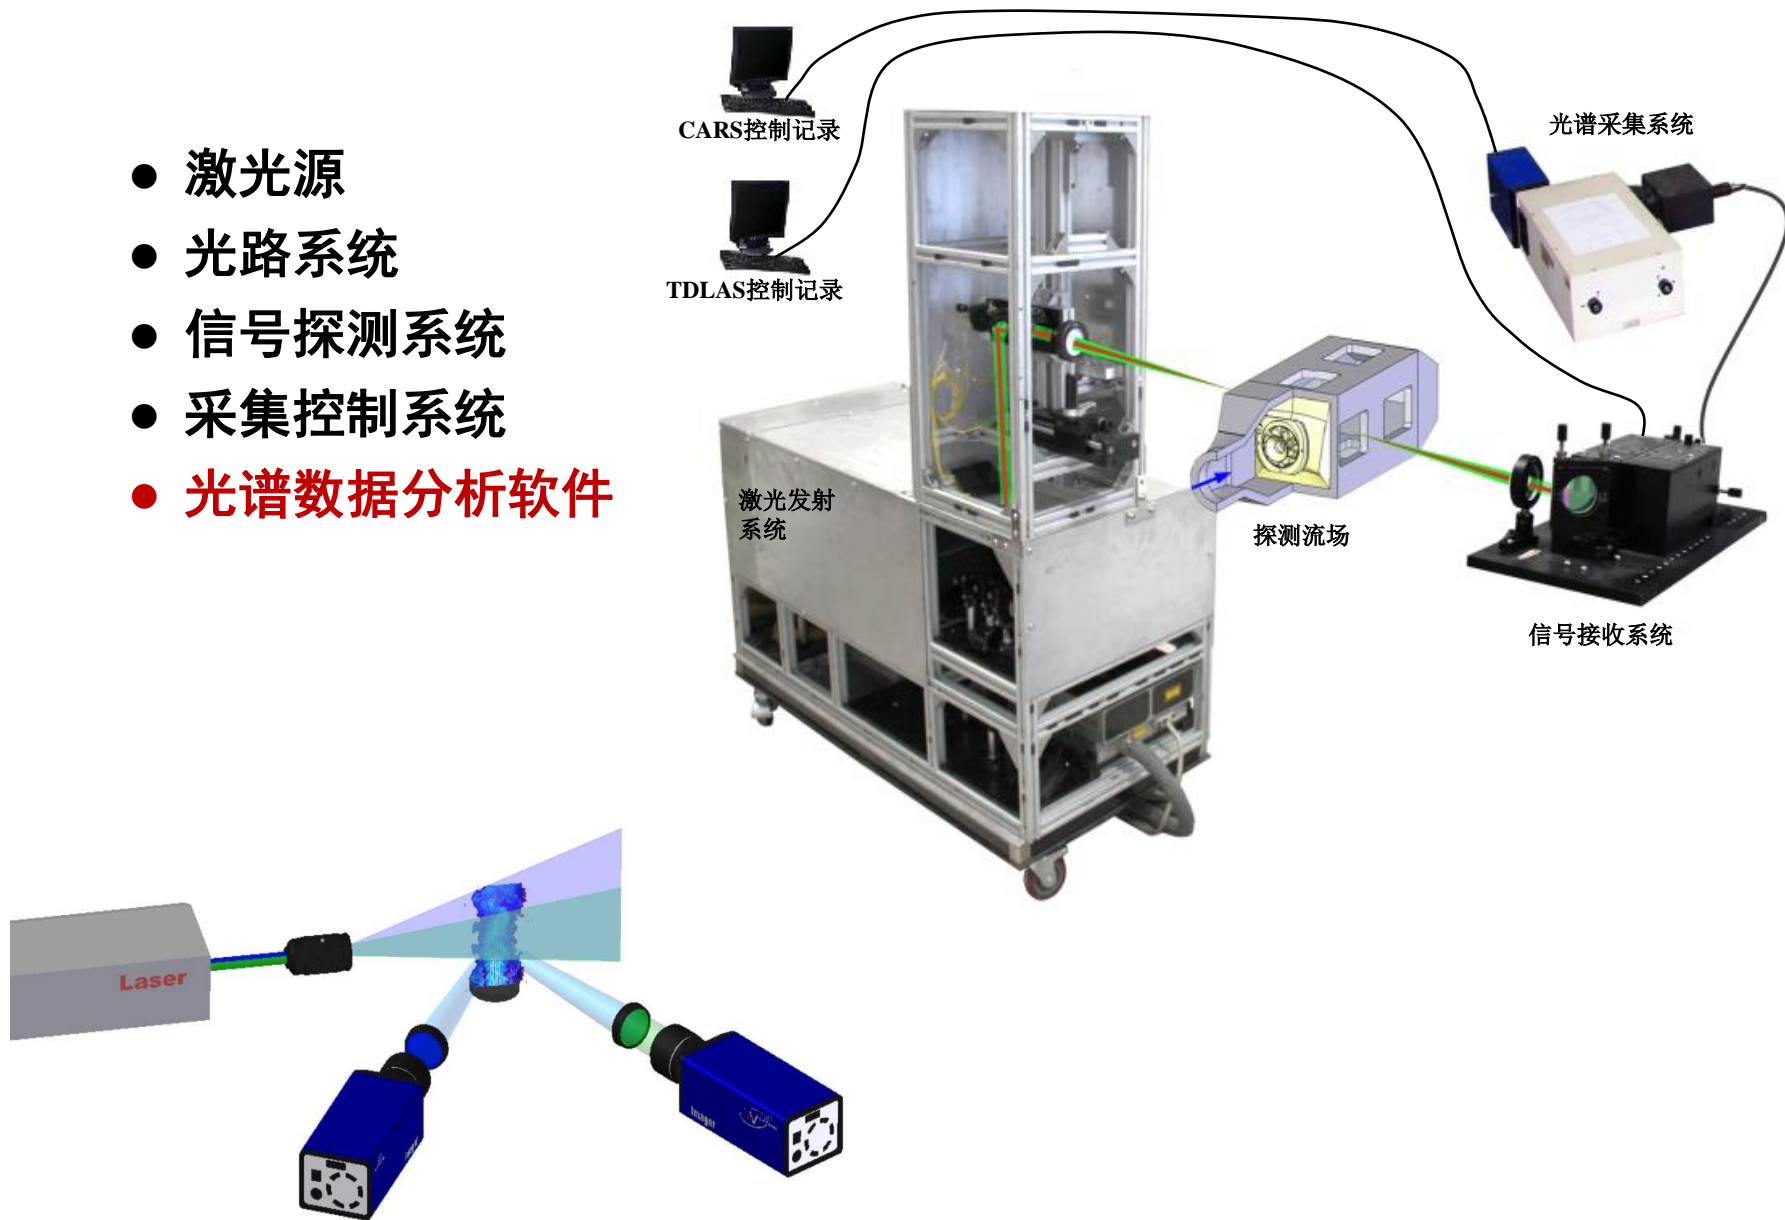 ● 激光源
● 光路系统
● 信号探测系统
● 采集控制系统
● 光谱数据分析软件
CARS控制记录
TDLAS控制记录
光谱采集系统
激光发射
系统
探测流场
信号接收系统
Laser
Imager
Imager